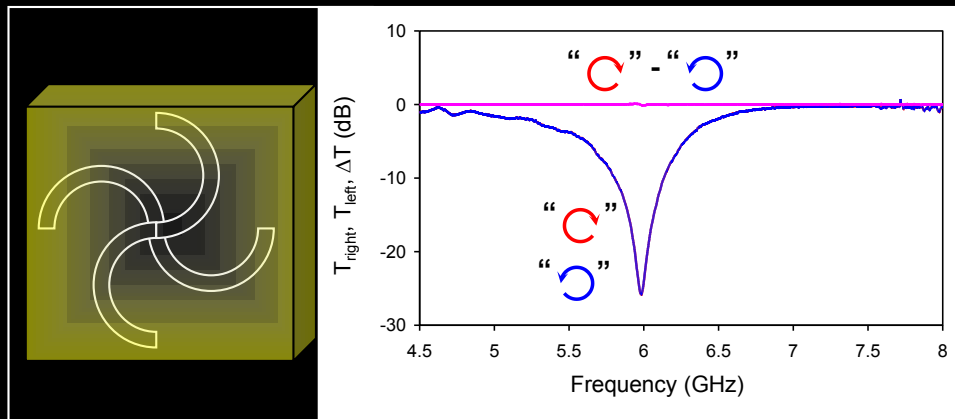 “ ” - “ ”
10
0
-10
-20
-30
T_right, T_left, ΔT (dB)
“ ”
“ ”
4.5 5 5.5 6 6.5 7 7.5 8
Frequency (GHz)